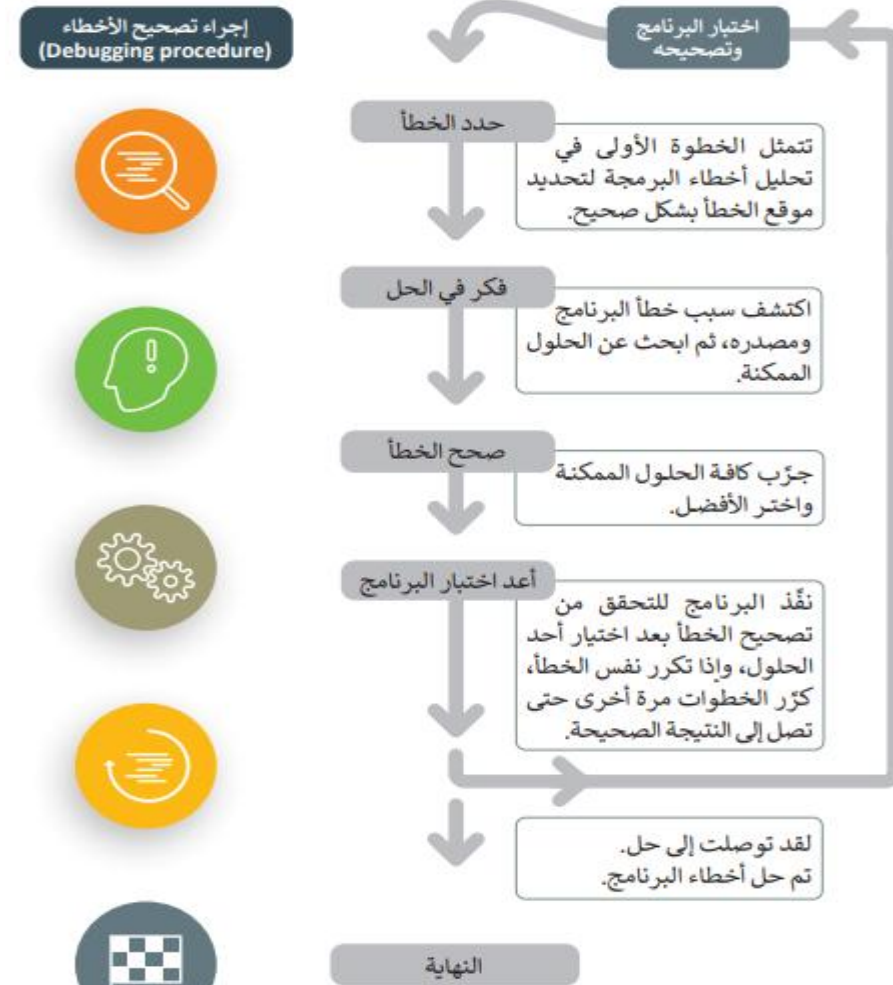 اختبار البرنامج
وتصحيحه
إجراء تصحيح الأخطاء
(Debugging procedure)
حدد الخطأ
تتمثل الخطوة الأولى في
تحليل أخطاء البرمجة لتحديد
موقع الخطأ بشكل صحيح.
فكر في الحل
اكتشف سبب خطأ البرنامج
ومصدره، ثم ابحث عن الحلول
الممكنة.
صحح الخطأ
جرّب كافة الحلول الممكنة
واختر الأفضل.
أعد اختبار البرنامج
نفّذ البرنامج للتحقق من
تصحيح الخطأ بعد اختيار أحد
الحلول، وإذا تكرر نفس الخطأ،
كرّر الخطوات مرة أخرى حتى
تصل إلى النتيجة الصحيحة.
لقد توصلت إلى حل.
تم حل أخطاء البرنامج.
النهاية